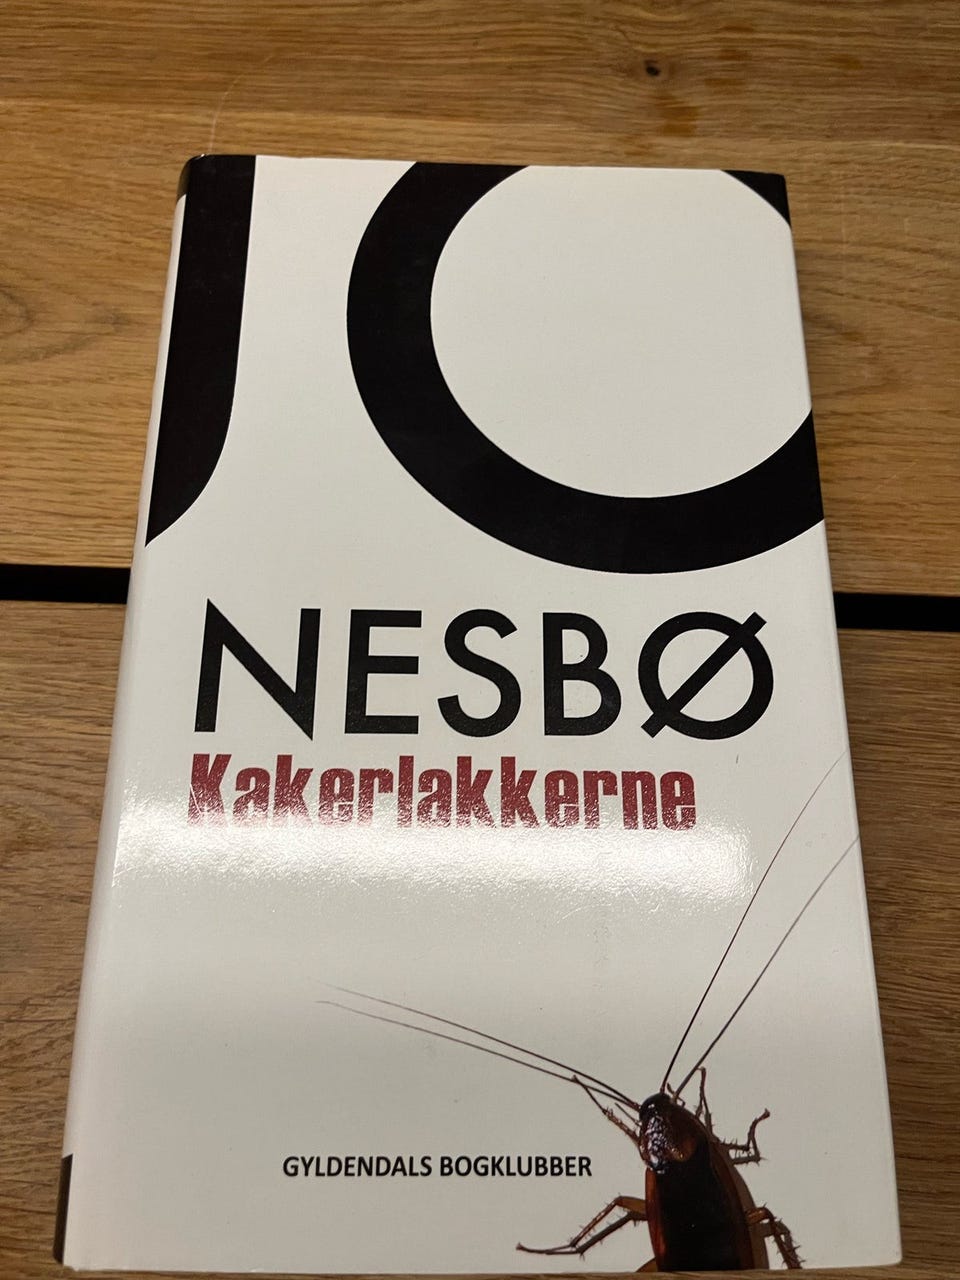 JO
NESBØ
Kakerlakkerne
GYLDENDALS BOGKLUBBER